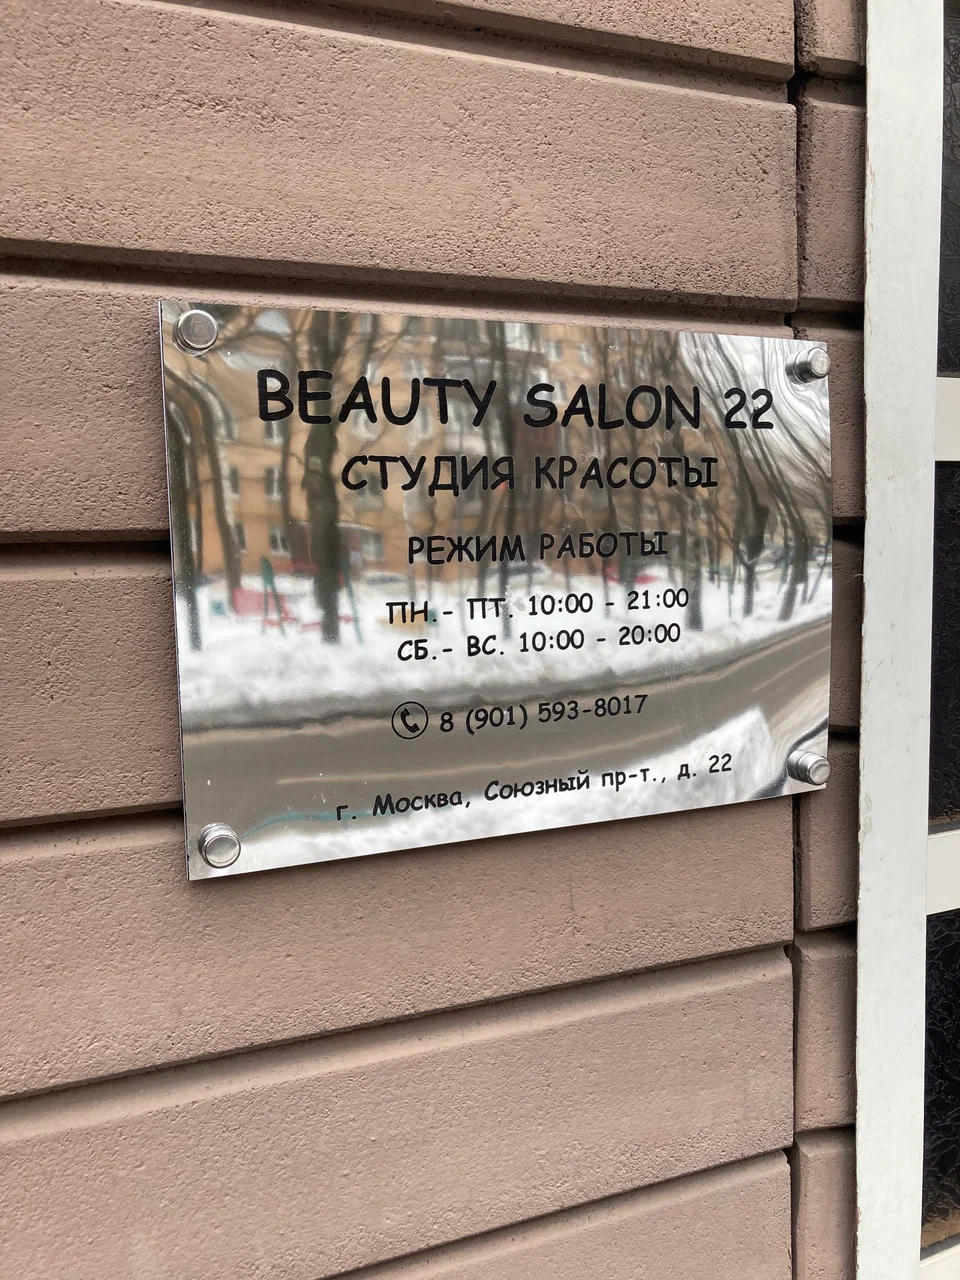 BEAUTY SALON 22
СТУДИЯ КРАСОТЫ
РЕЖИМ РАБОТЫ
ПН.- ПТ. 10:00 - 21:00
СБ.- ВС. 10:00 - 20:00
8 (901) 593-8017
г. Москва, Союзный пр-т., д. 22